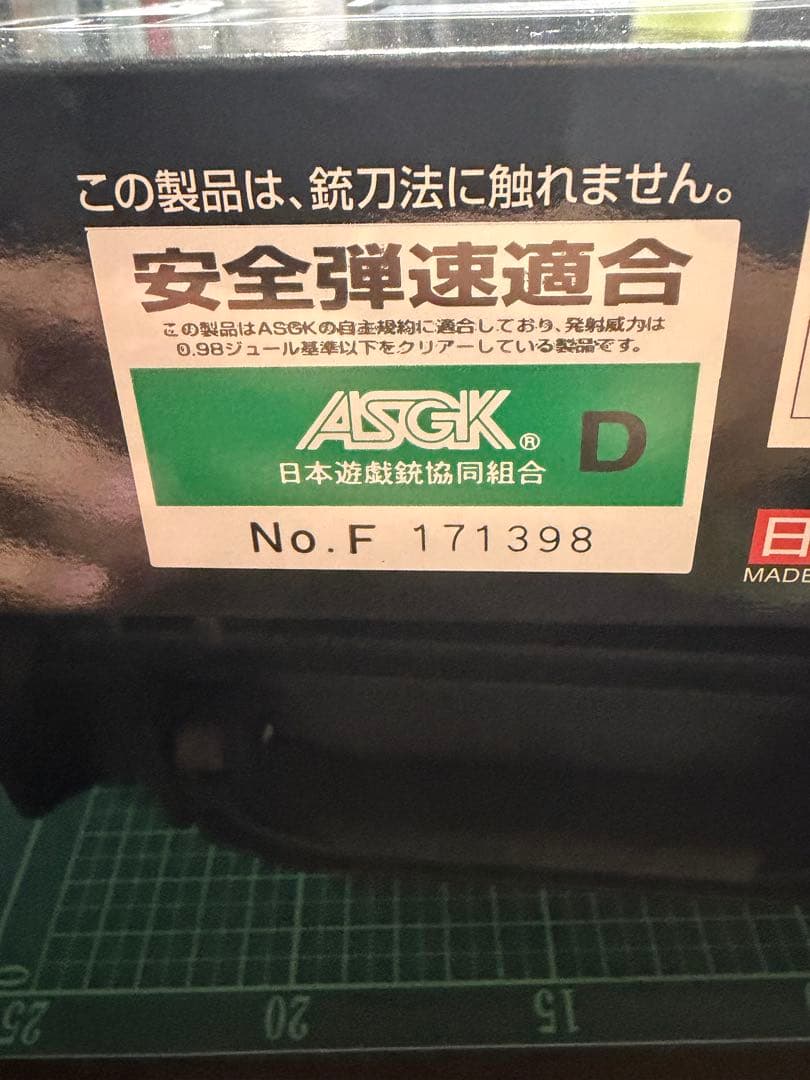 この製品は、銃刀法に触れません。
安全弾速適合
この製品はASGKの自主規約に適合しており、発射威力は
0.98ジュール基準以下をクリアーしている製品です。
ASGK® D
日本遊戯銃協同組合
No.F 171398
日
MADE
25 20 15